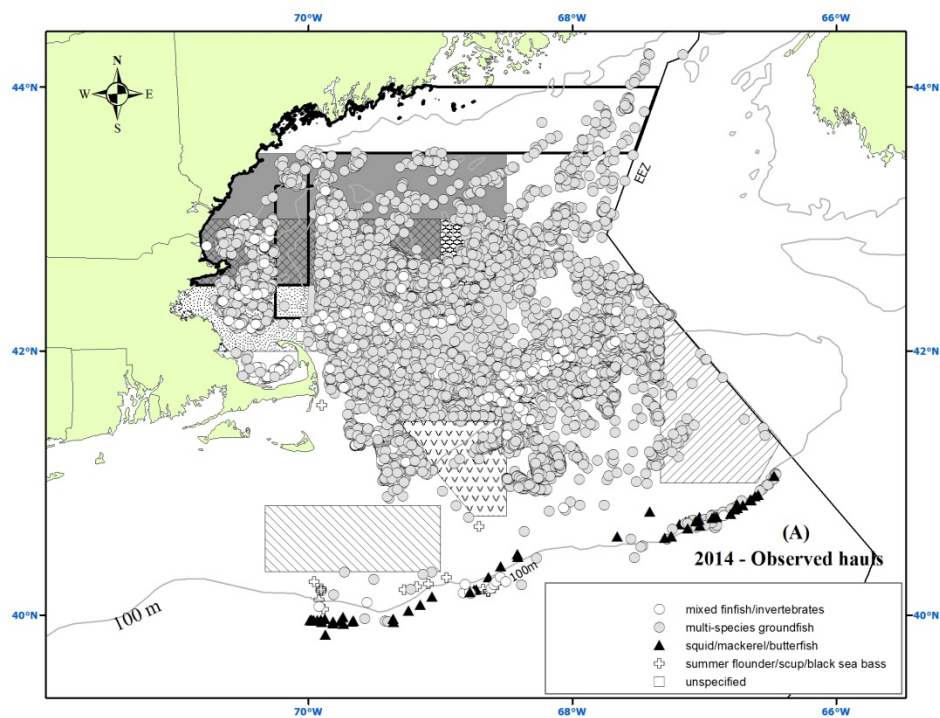 70°W 68°W 66°W
N
W E
S
44°N 44°N
EEZ
42°N 42°N
(A)
2014 - Observed hauls
100m
100 m
40°N 40°N
mixed finfish/invertebrates
multi-species groundfish
squid/mackerel/butterfish
summer flounder/scup/black sea bass
unspecified
70°W 68°W 66°W